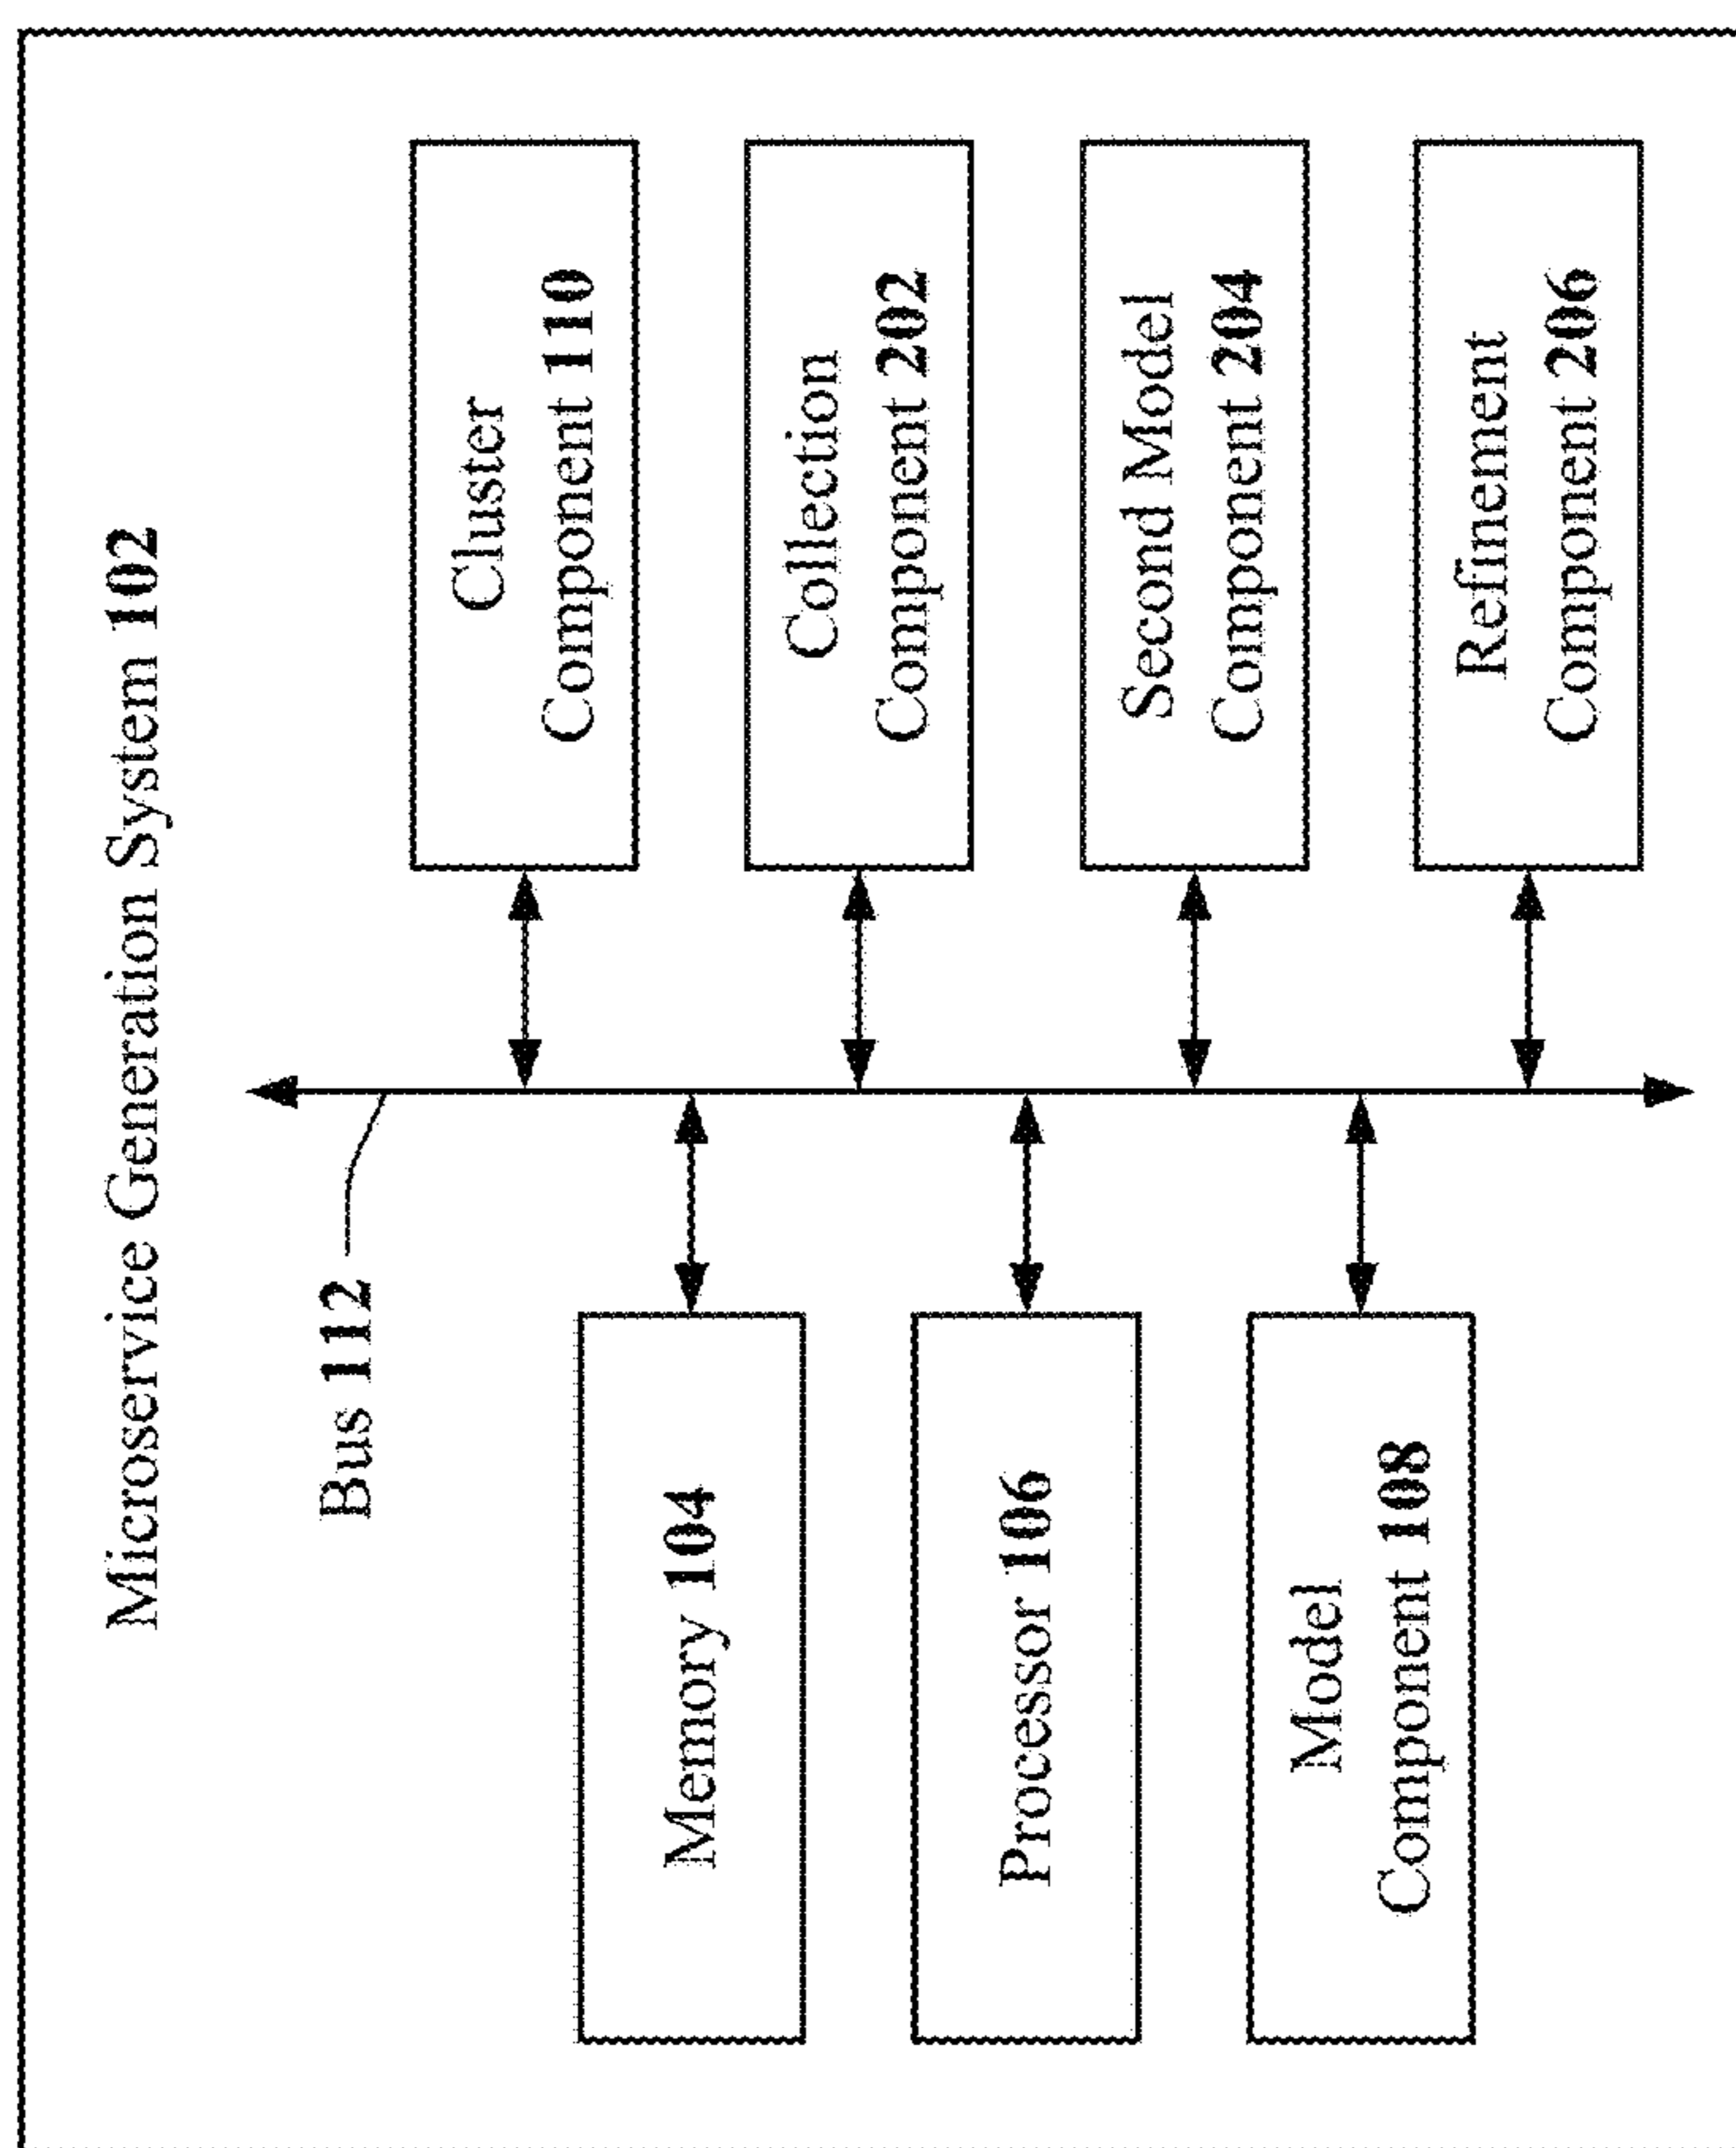 Microservice Generation System 102
Bus 112
Memory 104
Processor 106
Model
Component 108
Cluster
Component 110
Collection
Component 202
Second Model
Component 204
Refinement
Component 206